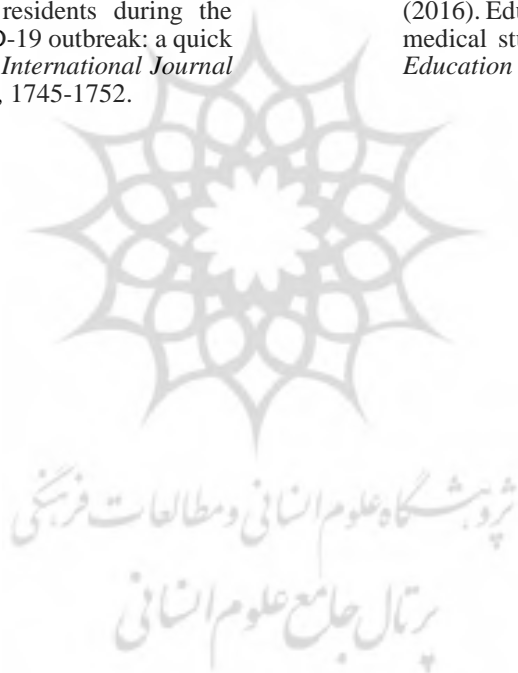 residents during the
D-19 outbreak: a quick
International Journal
, 1745-1752.
(2016). Edu
medical stu
Education
پژوهشگاه علوم انسانی و مطالعات فرهنگی
پرتال جامع علوم انسانی